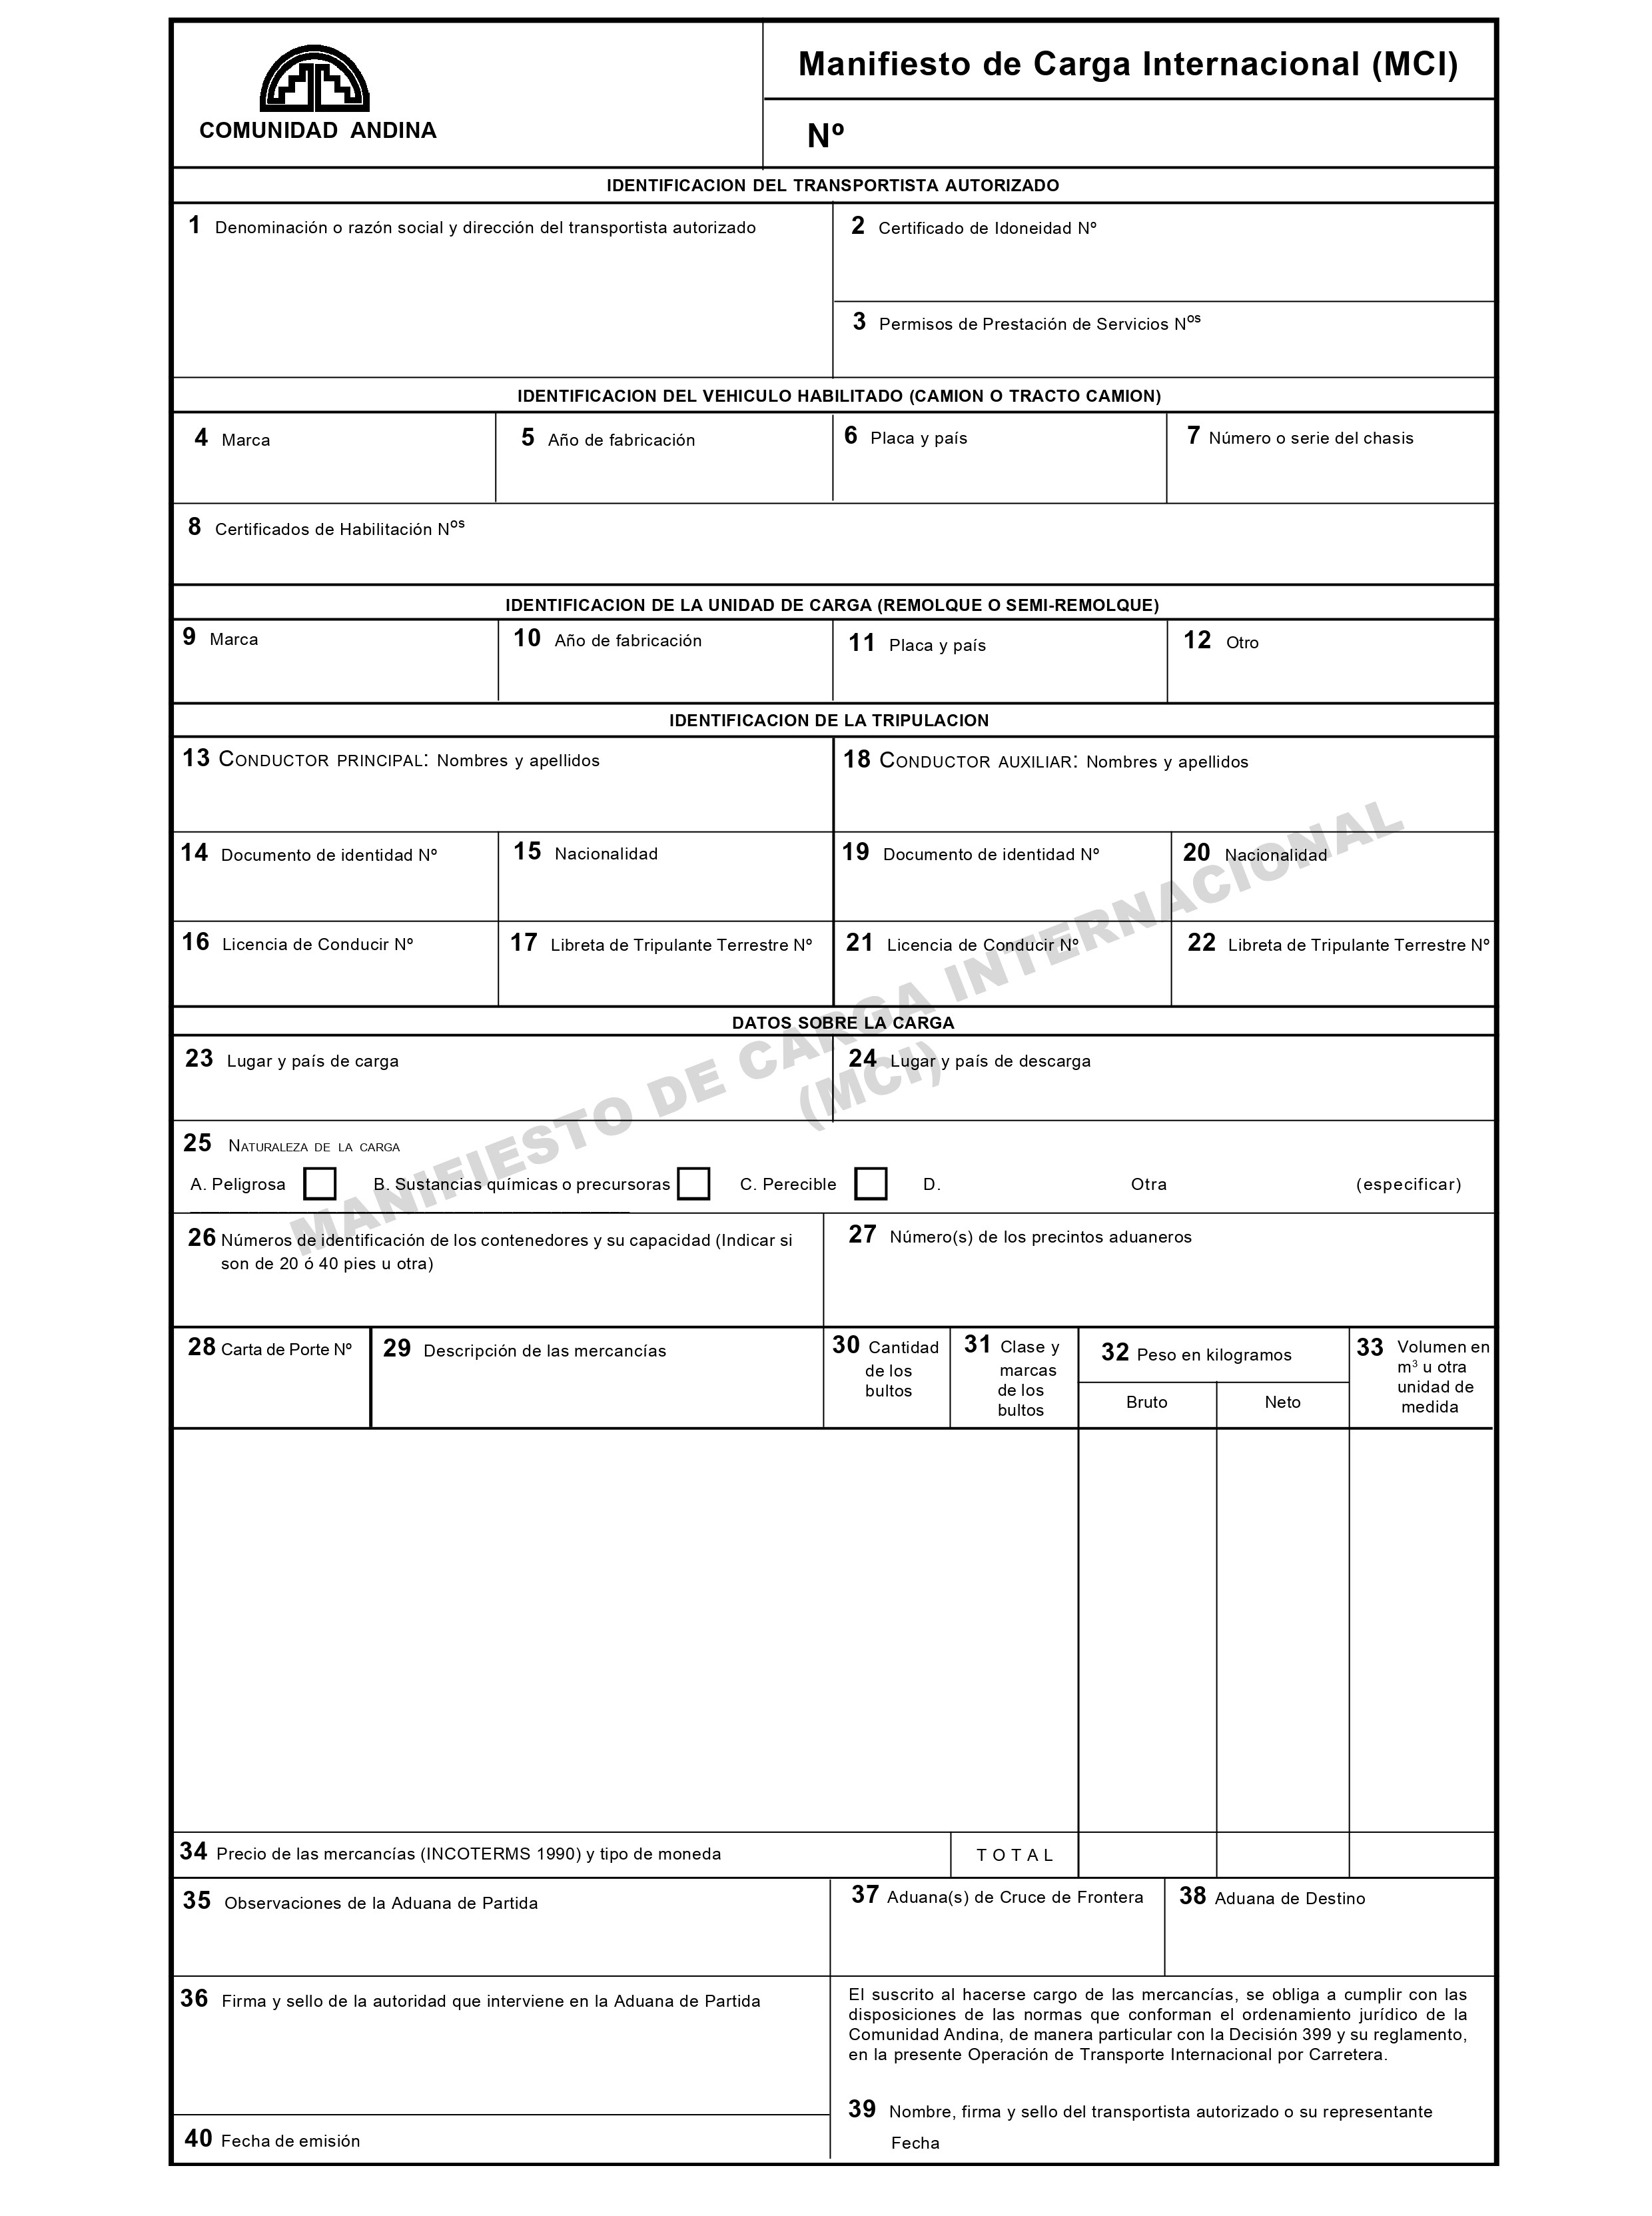 COMUNIDAD ANDINA
Manifiesto de Carga Internacional (MCI)
Nº
IDENTIFICACION DEL TRANSPORTISTA AUTORIZADO
1 Denominación o razón social y dirección del transportista autorizado
2 Certificado de Idoneidad Nº
3 Permisos de Prestación de Servicios Nos
IDENTIFICACION DEL VEHICULO HABILITADO (CAMION O TRACTO CAMION)
4 Marca
5 Año de fabricación
6 Placa y país
7 Número o serie del chasis
8 Certificados de Habilitación Nos
IDENTIFICACION DE LA UNIDAD DE CARGA (REMOLQUE O SEMI-REMOLQUE)
9 Marca
10 Año de fabricación
11 Placa y país
12 Otro
IDENTIFICACION DE LA TRIPULACION
13 CONDUCTOR PRINCIPAL: Nombres y apellidos
18 CONDUCTOR AUXILIAR: Nombres y apellidos
14 Documento de identidad Nº
15 Nacionalidad
19 Documento de identidad Nº
20 Nacionalidad
16 Licencia de Conducir Nº
17 Libreta de Tripulante Terrestre Nº
21 Licencia de Conducir Nº
22 Libreta de Tripulante Terrestre Nº
MANIFIESTO DE CARGA INTERNACIONAL
(MCI)
DATOS SOBRE LA CARGA
23 Lugar y país de carga
24 Lugar y país de descarga
25 NATURALEZA DE LA CARGA
A. Peligrosa B. Sustancias químicas o precursoras C. Perecible D. Otra (especificar)
26 Números de identificación de los contenedores y su capacidad (Indicar si
son de 20 ó 40 pies u otra)
27 Número(s) de los precintos aduaneros
28 Carta de Porte Nº
29 Descripción de las mercancías
30 Cantidad
de los
bultos
31 Clase y
marcas
de los
bultos
32 Peso en kilogramos
Bruto
Neto
33 Volumen en
m³ u otra
unidad de
medida
34 Precio de las mercancías (INCOTERMS 1990) y tipo de moneda
T O T A L
35 Observaciones de la Aduana de Partida
37 Aduana(s) de Cruce de Frontera
38 Aduana de Destino
36 Firma y sello de la autoridad que interviene en la Aduana de Partida
El suscrito al hacerse cargo de las mercancías, se obliga a cumplir con las
disposiciones de las normas que conforman el ordenamiento jurídico de la
Comunidad Andina, de manera particular con la Decisión 399 y su reglamento,
en la presente Operación de Transporte Internacional por Carretera.
39 Nombre, firma y sello del transportista autorizado o su representante
Fecha
40 Fecha de emisión